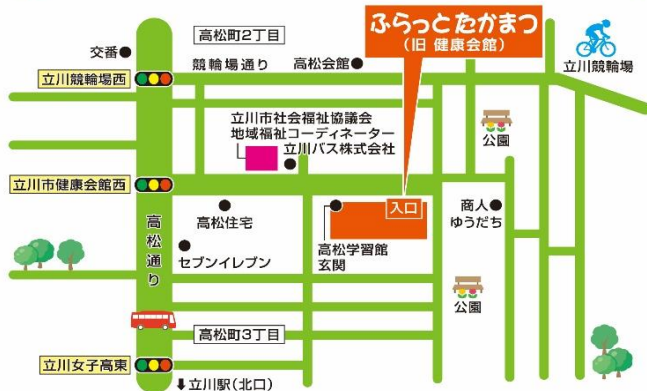 ふらっとたかまつ
(旧 健康会館)
高松町2丁目
交番
競輪場通り
高松会館
立川競輪場
立川競輪場西
立川市社会福祉協議会
地域福祉コーディネーター
立川バス株式会社
公園
立川市健康会館西
入口
高松住宅
商人
ゆうだち
高松通り
セブンイレブン
高松学習館
玄関
公園
高松町3丁目
立川女子高東
↓立川駅(北口)